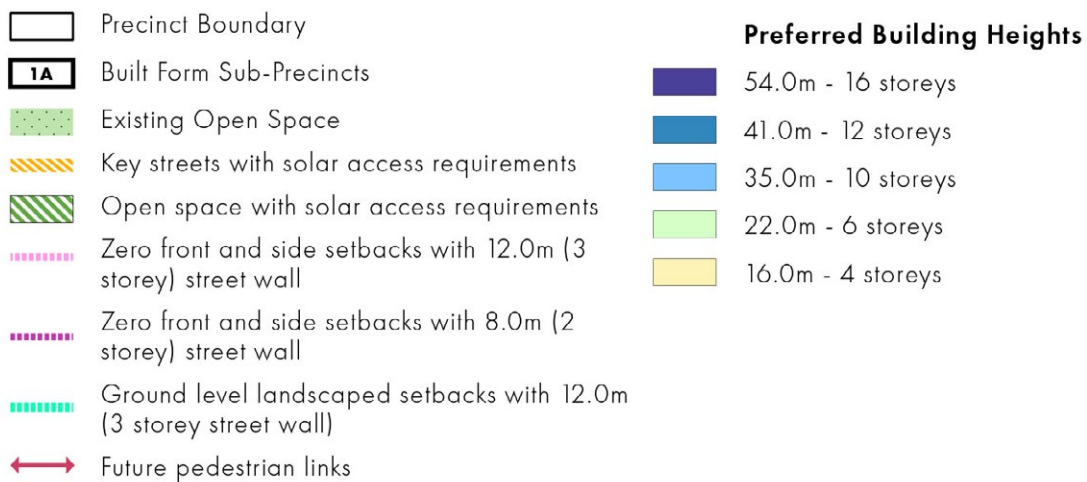 Precinct Boundary
1A
Built Form Sub-Precincts
Existing Open Space
Key streets with solar access requirements
Open space with solar access requirements
Zero front and side setbacks with 12.0m (3
storey) street wall
Zero front and side setbacks with 8.0m (2
storey) street wall
Ground level landscaped setbacks with 12.0m
(3 storey street wall)
Future pedestrian links
Preferred Building Heights
54.0m - 16 storeys
41.0m - 12 storeys
35.0m - 10 storeys
22.0m - 6 storeys
16.0m - 4 storeys